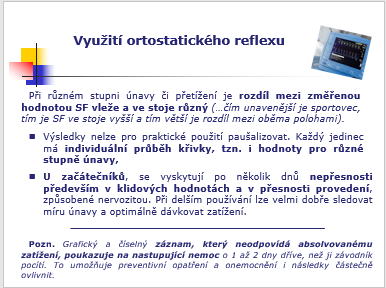 Využití ortostatického reflexu
Při různém stupni únavy či přetížení je rozdíl mezi změřenou
hodnotou SF vleže a ve stoje různý (…čím unavenější je sportovec,
tím je SF ve stoje vyšší a tím větší je rozdíl mezi oběma polohami).
Výsledky nelze pro praktické použití paušalizovat. Každý jedinec
má individuální průběh křivky, tzn. i hodnoty pro různé
stupně únavy,
U začátečníků, se vyskytují po několik dnů nepřesnosti
především v klidových hodnotách a v přesnosti provedení,
způsobené nervozitou. Při delším používání lze velmi dobře sledovat
míru únavy a optimálně dávkovat zatížení.
Pozn. Grafický a číselný záznam, který neodpovídá absolvovanému
zatížení, poukazuje na nastupující nemoc o 1 až 2 dny dříve, než ji závodník
pocítí. To umožňuje preventivní opatření a onemocnění i následky částečně
ovlivnit.